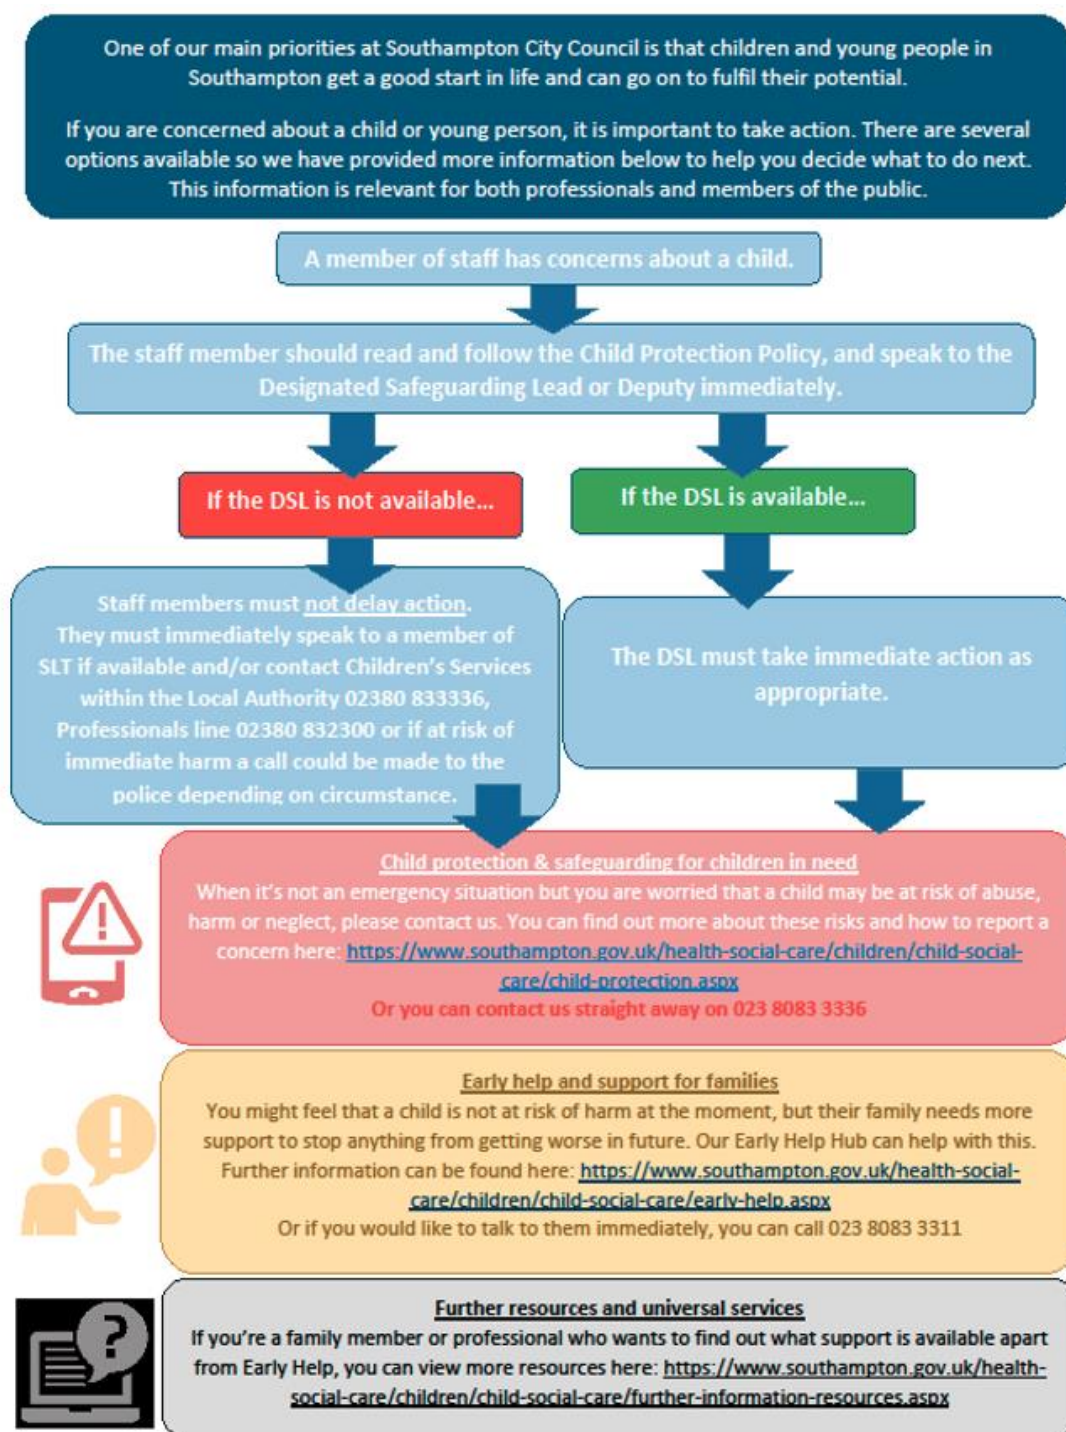 One of our main priorities at Southampton City Council is that children and young people in
Southampton get a good start in life and can go on to fulfil their potential.
If you are concerned about a child or young person, it is important to take action. There are several
options available so we have provided more information below to help you decide what to do next.
This information is relevant for both professionals and members of the public.
A member of staff has concerns about a child.
The staff member should read and follow the Child Protection Policy, and speak to the
Designated Safeguarding Lead or Deputy immediately.
If the DSL is not available...
If the DSL is available...
Staff members must not delay action.
They must immediately speak to a member of
SLT if available and/or contact Children's Services
within the Local Authority 02380 833336,
Professionals line 02380 832300 or if at risk of
immediate harm a call could be made to the
police depending on circumstance.
The DSL must take immediate action as
appropriate.
Child protection & safeguarding for children in need
When it's not an emergency situation but you are worried that a child may be at risk of abuse,
harm or neglect, please contact us. You can find out more about these risks and how to report a
concern here: https://www.southampton.gov.uk/health-social-care/children/child-social-
care/child-protection.aspx
Or you can contact us straight away on 023 8083 3336
Early help and support for families
You might feel that a child is not at risk of harm at the moment, but their family needs more
support to stop anything from getting worse in future. Our Early Help Hub can help with this.
Further information can be found here: https://www.southampton.gov.uk/health-social-
care/children/child-social-care/early-help.aspx
Or if you would like to talk to them immediately, you can call 023 8083 3311
Further resources and universal services
If you're a family member or professional who wants to find out what support is available apart
from Early Help, you can view more resources here: https://www.southampton.gov.uk/health-
social-care/children/child-social-care/further-information-resources.aspx